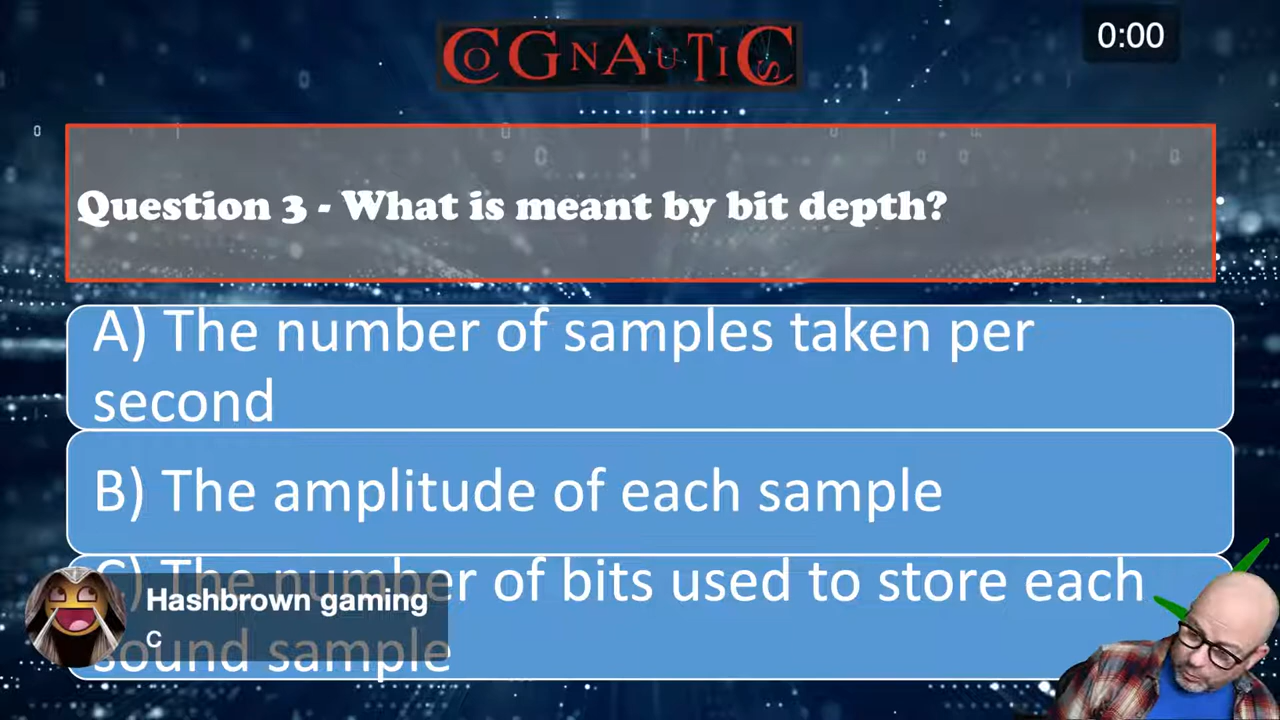 COGNAUTICS
0:00
Question 3 - What is meant by bit depth?
A) The number of samples taken per
second
B) The amplitude of each sample
C) The number of bits used to store each
sound sample
Hashbrown gaming
C